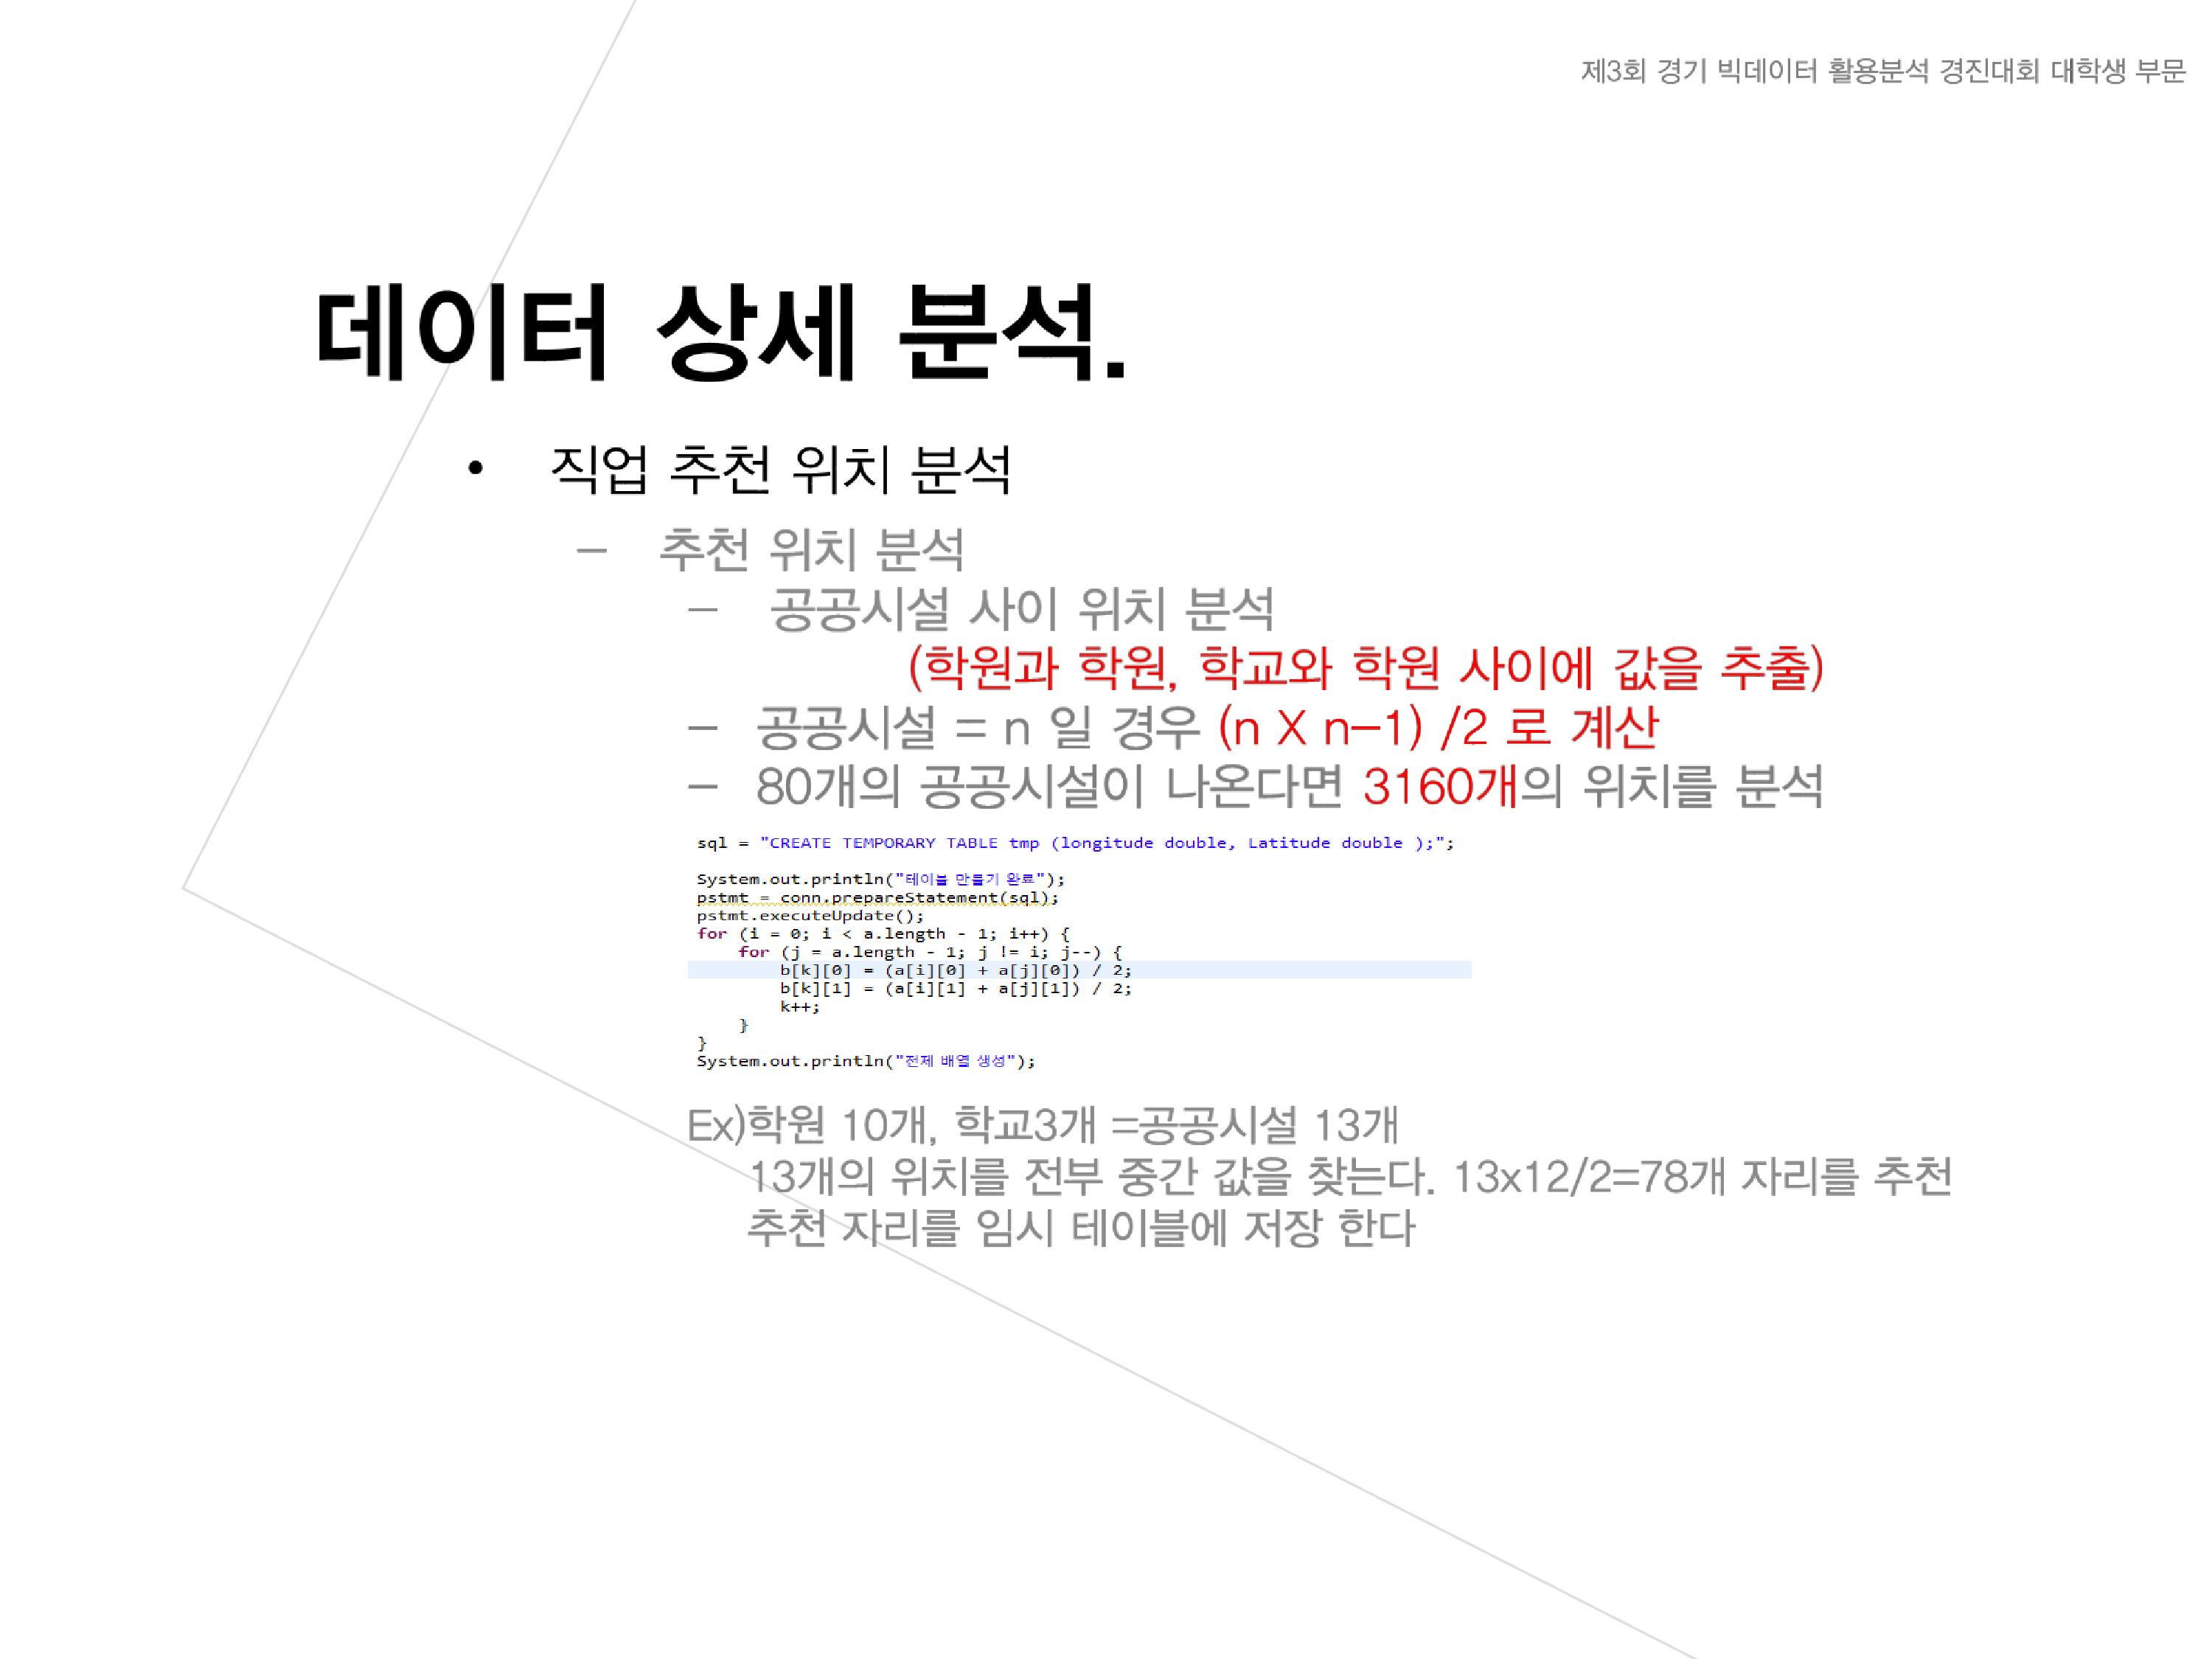 제3회 경기 빅데이터 활용분석 경진대회 대학생 부문
데이터 상세 분석.
• 직업 추천 위치 분석
– 추천 위치 분석
– 공공시설 사이 위치 분석
(학원과 학원, 학교와 학원 사이에 값을 추출)
– 공공시설 = n 일 경우 (n X n–1) /2 로 계산
– 80개의 공공시설이 나온다면 3160개의 위치를 분석
sql = "CREATE TEMPORARY TABLE tmp (longitude double, Latitude double );";
System.out.println("테이블 만들기 완료");
pstmt = conn.prepareStatement(sql);
pstmt.executeUpdate();
for (i = 0; i < a.length - 1; i++) {
for (j = a.length - 1; j != i; j--) {
b[k][0] = (a[i][0] + a[j][0]) / 2;
b[k][1] = (a[i][1] + a[j][1]) / 2;
k++;
}
}
System.out.println("전체 배열 생성");
Ex)학원 10개, 학교3개 =공공시설 13개
13개의 위치를 전부 중간 값을 찾는다. 13x12/2=78개 자리를 추천
추천 자리를 임시 테이블에 저장 한다